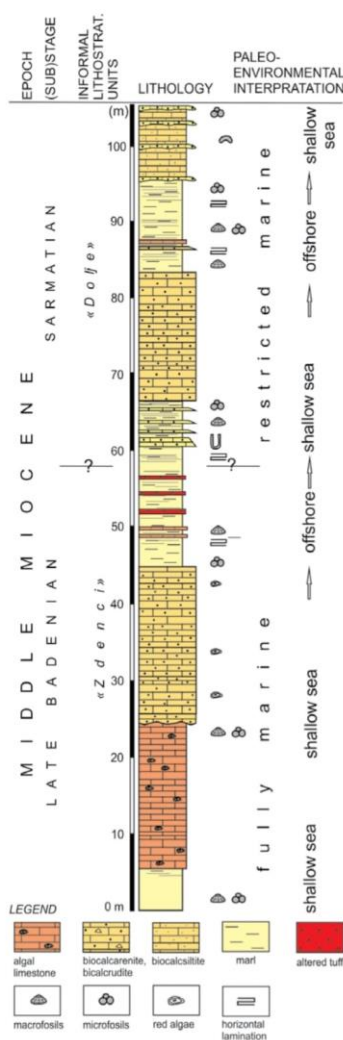 EPOCH
(SUB)STAGE
INFORMAL
LITHOSTRAT.
UNITS
LITHOLOGY
PALEO-
ENVIRONMENTAL
INTERPRATATION
(m)
100
90
80
70
60
50
40
30
20
10
0 m
MIDDLE MIOCENE
SARMATIAN
LATE BADENIAN
«Dolje»
«Zdenci»
?
?
restricted marine
fully marine
shallow sea
offshore
shallow sea
offshore
shallow sea
shallow sea
LEGEND
algal
limestone
biocalcarenite,
bicalcrudite
biocalcsiltite
marl
altered tuff
macrofosils
microfosils
red algae
horizontal
lamination